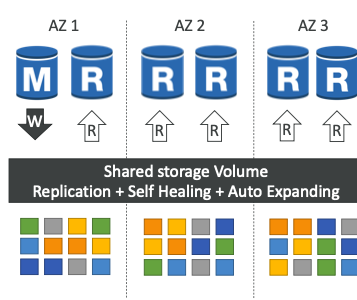 AZ 1 AZ 2 AZ 3
M R R R R R
W R R R R R
Shared storage Volume
Replication + Self Healing + Auto Expanding